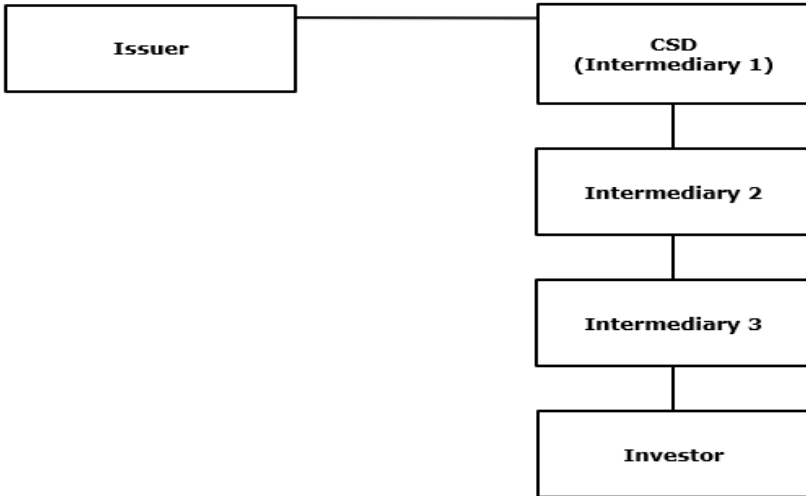 Issuer
CSD
(Intermediary 1)
Intermediary 2
Intermediary 3
Investor